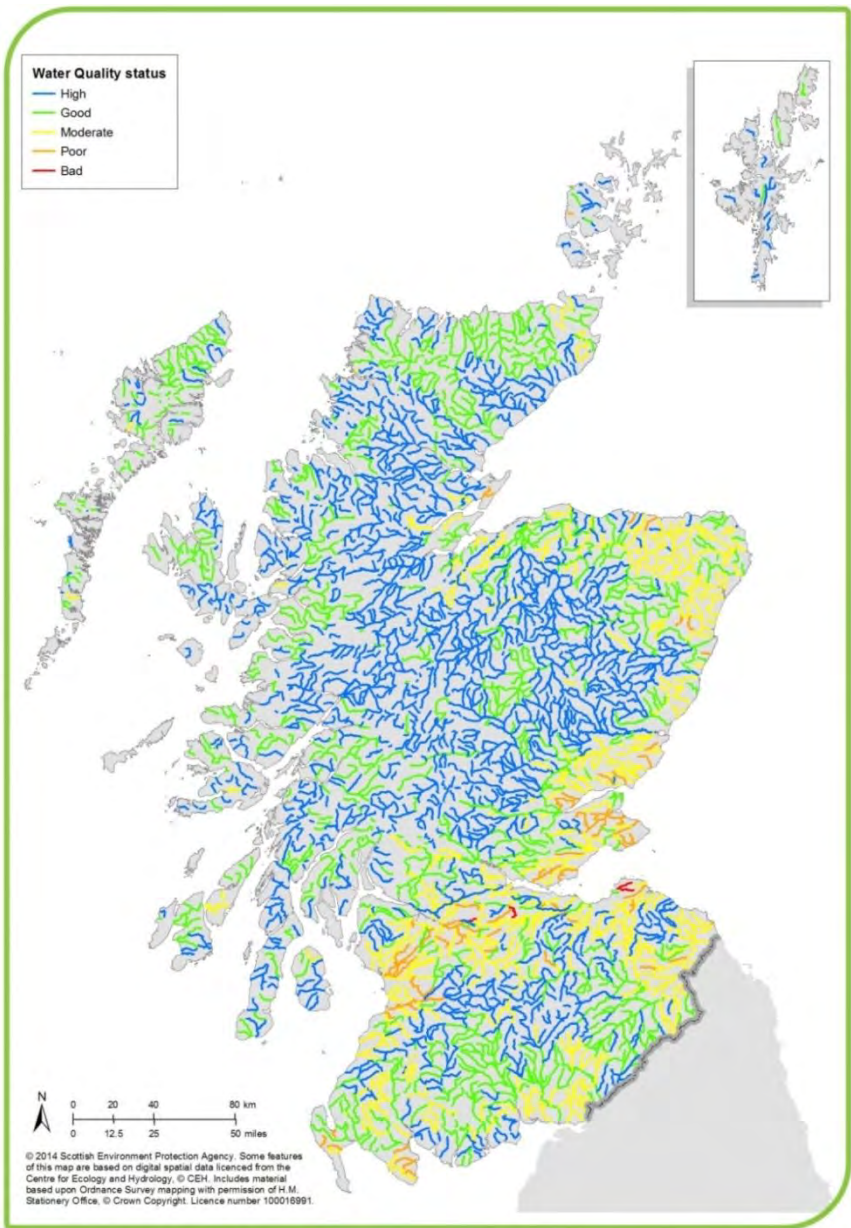 Water Quality status
High
Good
Moderate
Poor
Bad
N
0 20 40 80 km
0 12.5 25 50 miles
© 2014 Scottish Environment Protection Agency. Some features
of this map are based on digital spatial data licenced from the
Centre for Ecology and Hydrology, © CEH. Includes material
based upon Ordnance Survey mapping with permission of H.M.
Stationery Office, © Crown Copyright. Licence number 100016991.